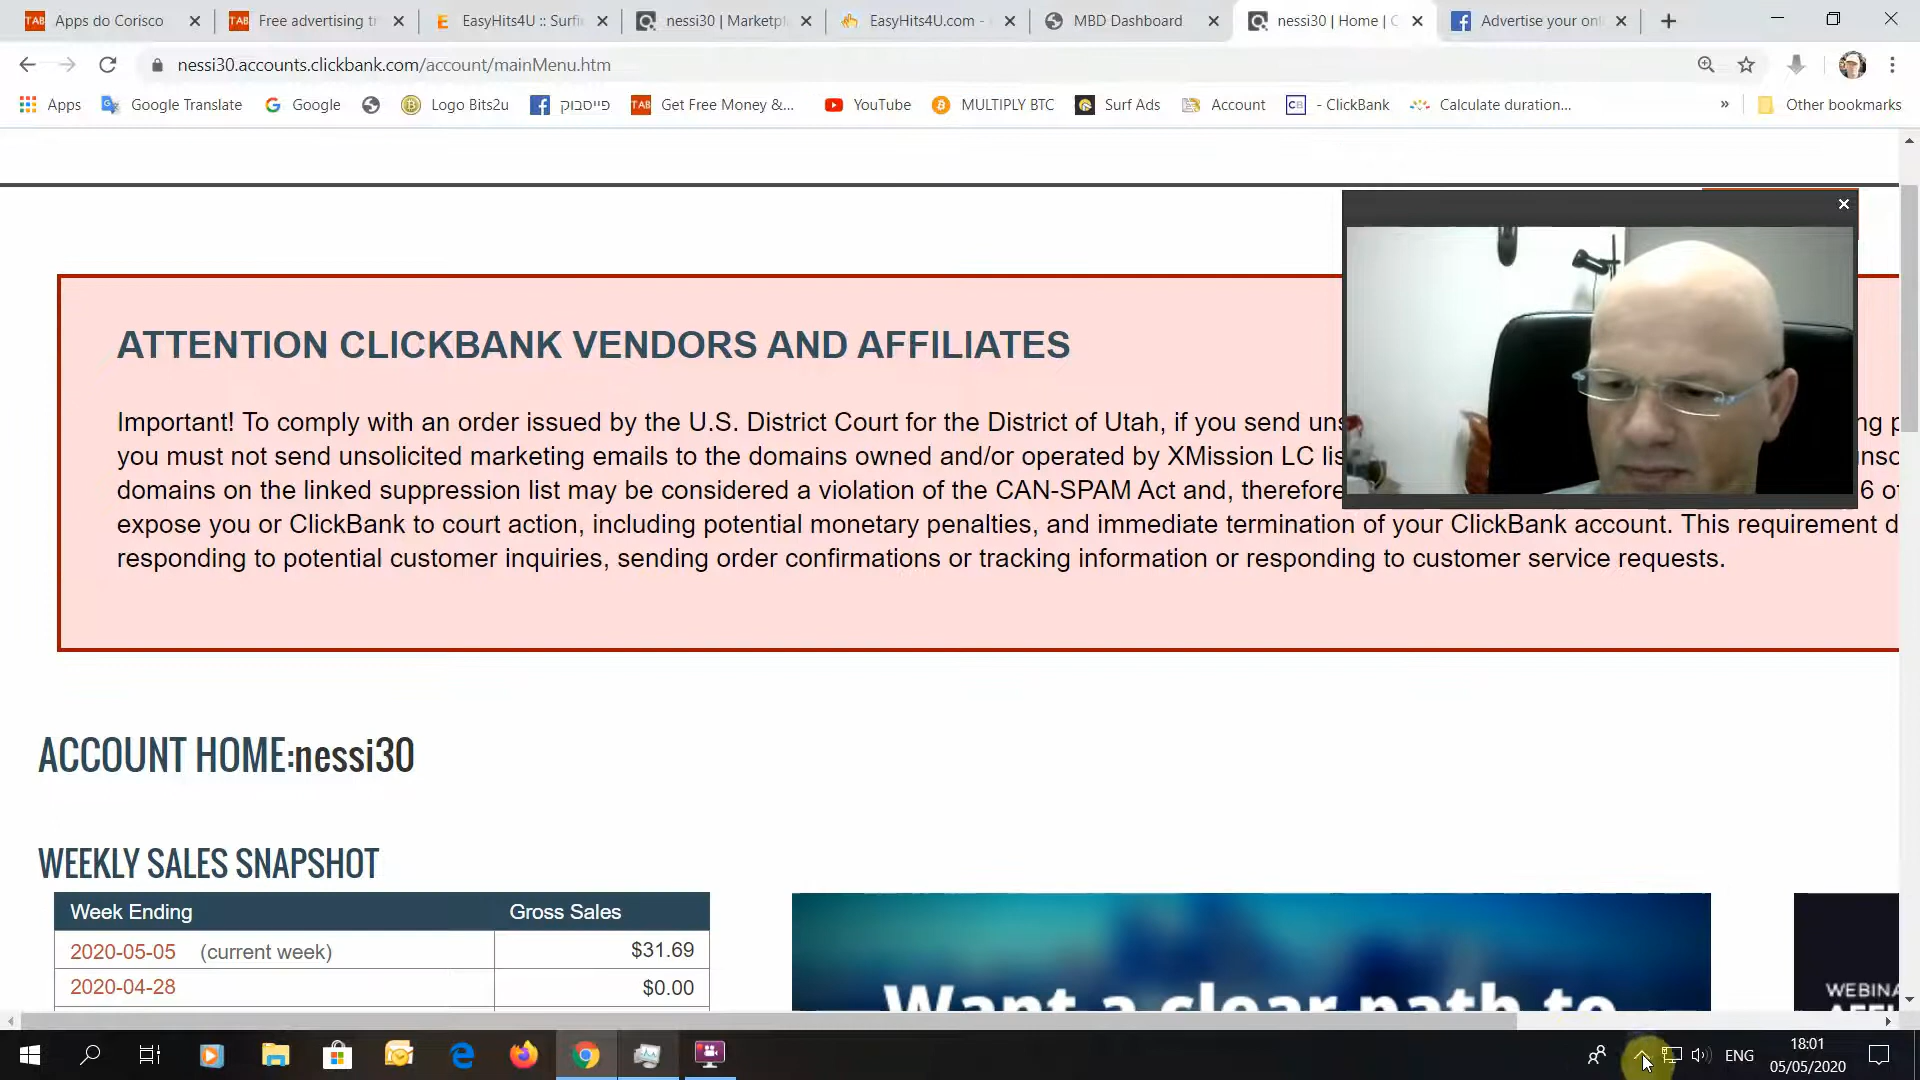 Apps do Corisco
Free advertising t
EasyHits4U :: Surfi
nessi30 | Marketpl
EasyHits4U.com -
MBD Dashboard
nessi30 | Home | C
Advertise your onl
nessi30.accounts.clickbank.com/account/mainMenu.htm
Apps
Google Translate
Google
Logo Bits2u
פייסבוק
Get Free Money &...
YouTube
MULTIPLY BTC
Surf Ads
Account
- ClickBank
Calculate duration...
Other bookmarks
ATTENTION CLICKBANK VENDORS AND AFFILIATES
Important! To comply with an order issued by the U.S. District Court for the District of Utah, if you send uns ng p
you must not send unsolicited marketing emails to the domains owned and/or operated by XMission LC lis unso
domains on the linked suppression list may be considered a violation of the CAN-SPAM Act and, therefore 6 of
expose you or ClickBank to court action, including potential monetary penalties, and immediate termination of your ClickBank account. This requirement d
responding to potential customer inquiries, sending order confirmations or tracking information or responding to customer service requests.
ACCOUNT HOME:nessi30
WEEKLY SALES SNAPSHOT
Week Ending Gross Sales
2020-05-05 (current week) $31.69
2020-04-28 $0.00
Want a clear path to
WEBINA
ENG
18:01
05/05/2020